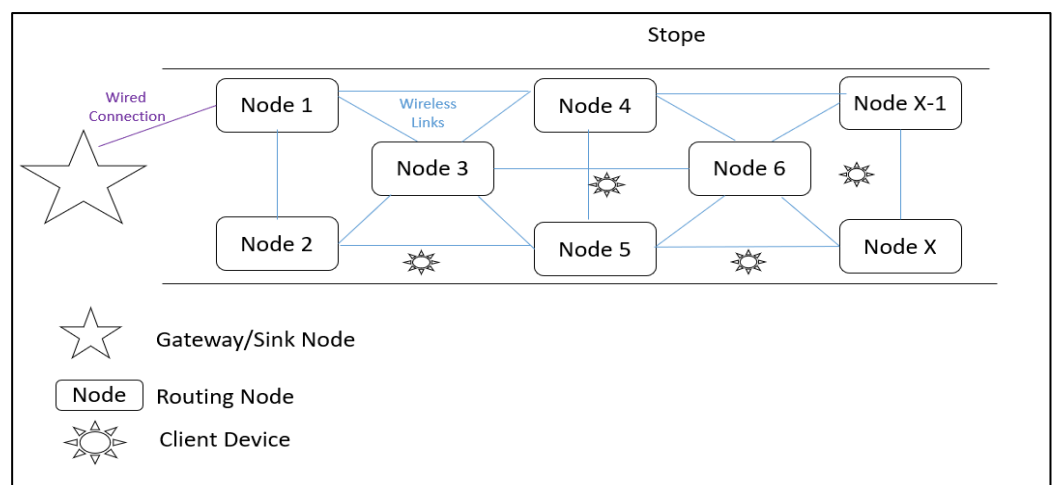 Stope
Wired
Connection
Node 1
Wireless
Links
Node 4
Node X-1
Node 3
Node 6
Node 2
Node 5
Node X
Gateway/Sink Node
Node
Routing Node
Client Device